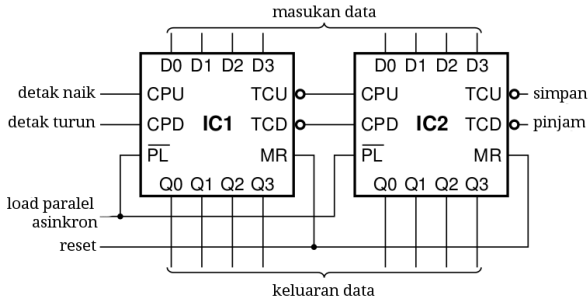 masukan data
D0 D1 D2 D3
D0 D1 D2 D3
detak naik
CPU
TCU
CPU
TCU
simpan
detak turun
CPD
IC1
TCD
CPD
IC2
TCD
pinjam
PL
MR
PL
MR
Q0 Q1 Q2 Q3
Q0 Q1 Q2 Q3
load paralel
asinkron
reset
keluaran data